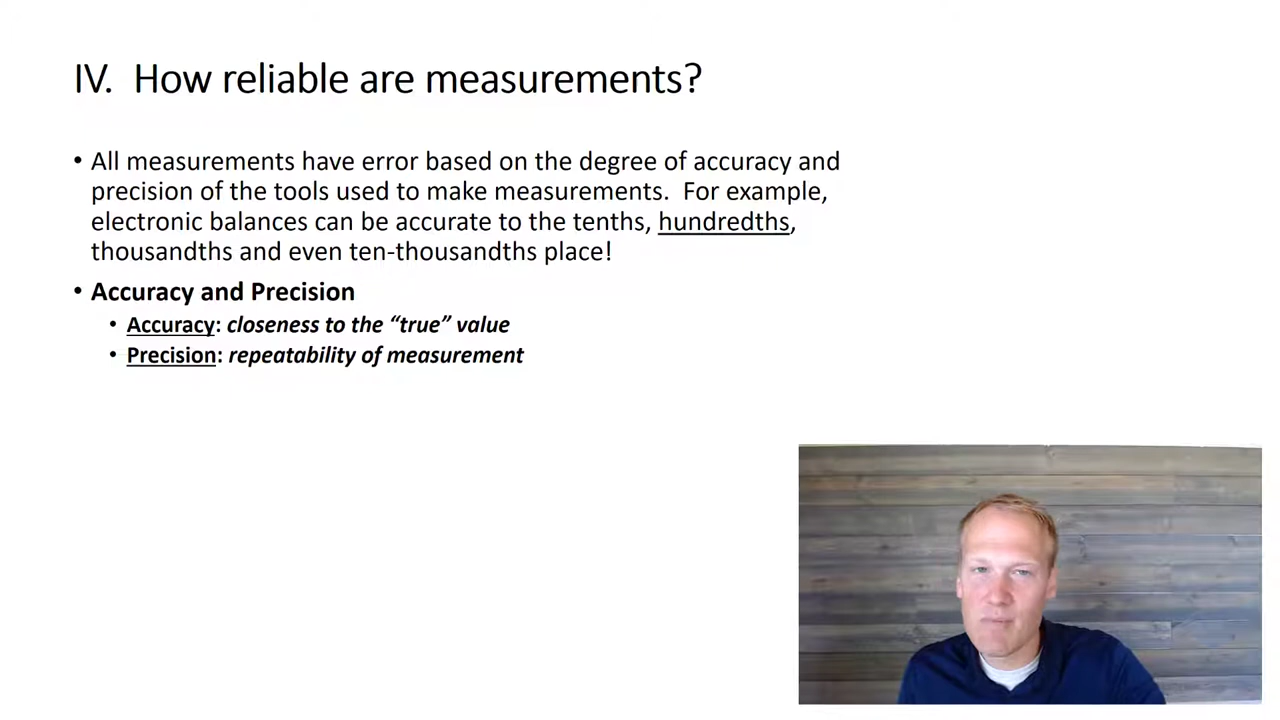 IV. How reliable are measurements?
• All measurements have error based on the degree of accuracy and
precision of the tools used to make measurements. For example,
electronic balances can be accurate to the tenths, hundredths,
thousandths and even ten-thousandths place!
• Accuracy and Precision
• Accuracy: closeness to the “true” value
• Precision: repeatability of measurement